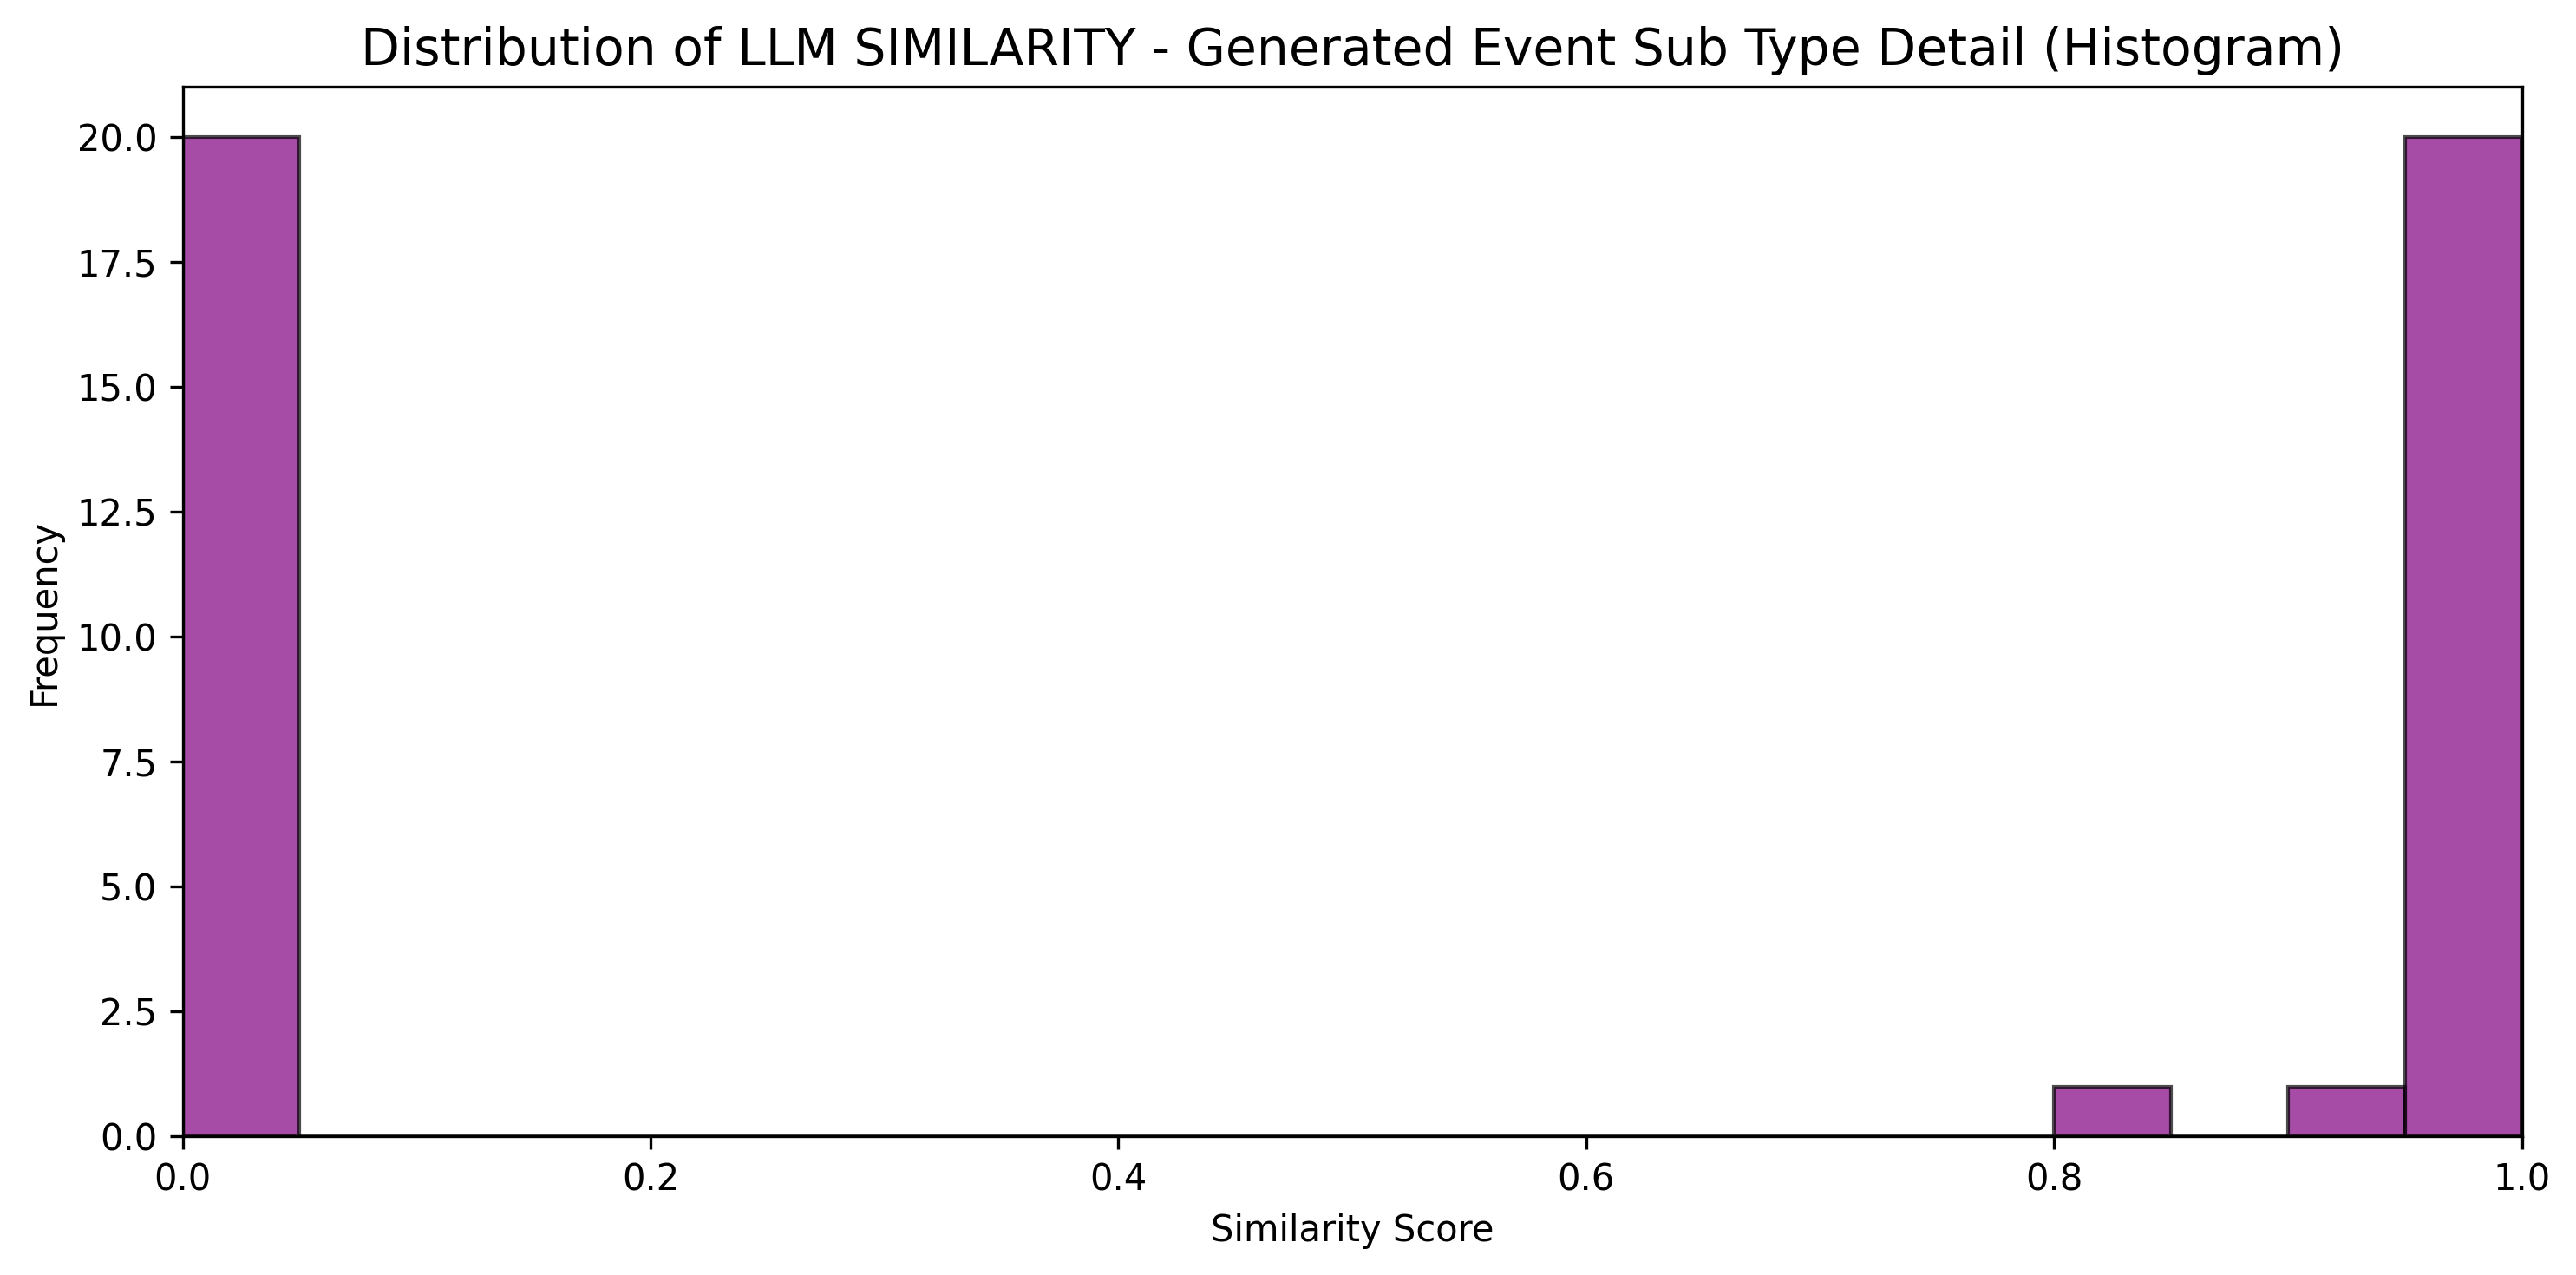 Distribution of LLM SIMILARITY - Generated Event Sub Type Detail (Histogram)
20.0
17.5
15.0
12.5
10.0
7.5
5.0
2.5
0.0
Frequency
0.0 0.2 0.4 0.6 0.8 1.0
Similarity Score